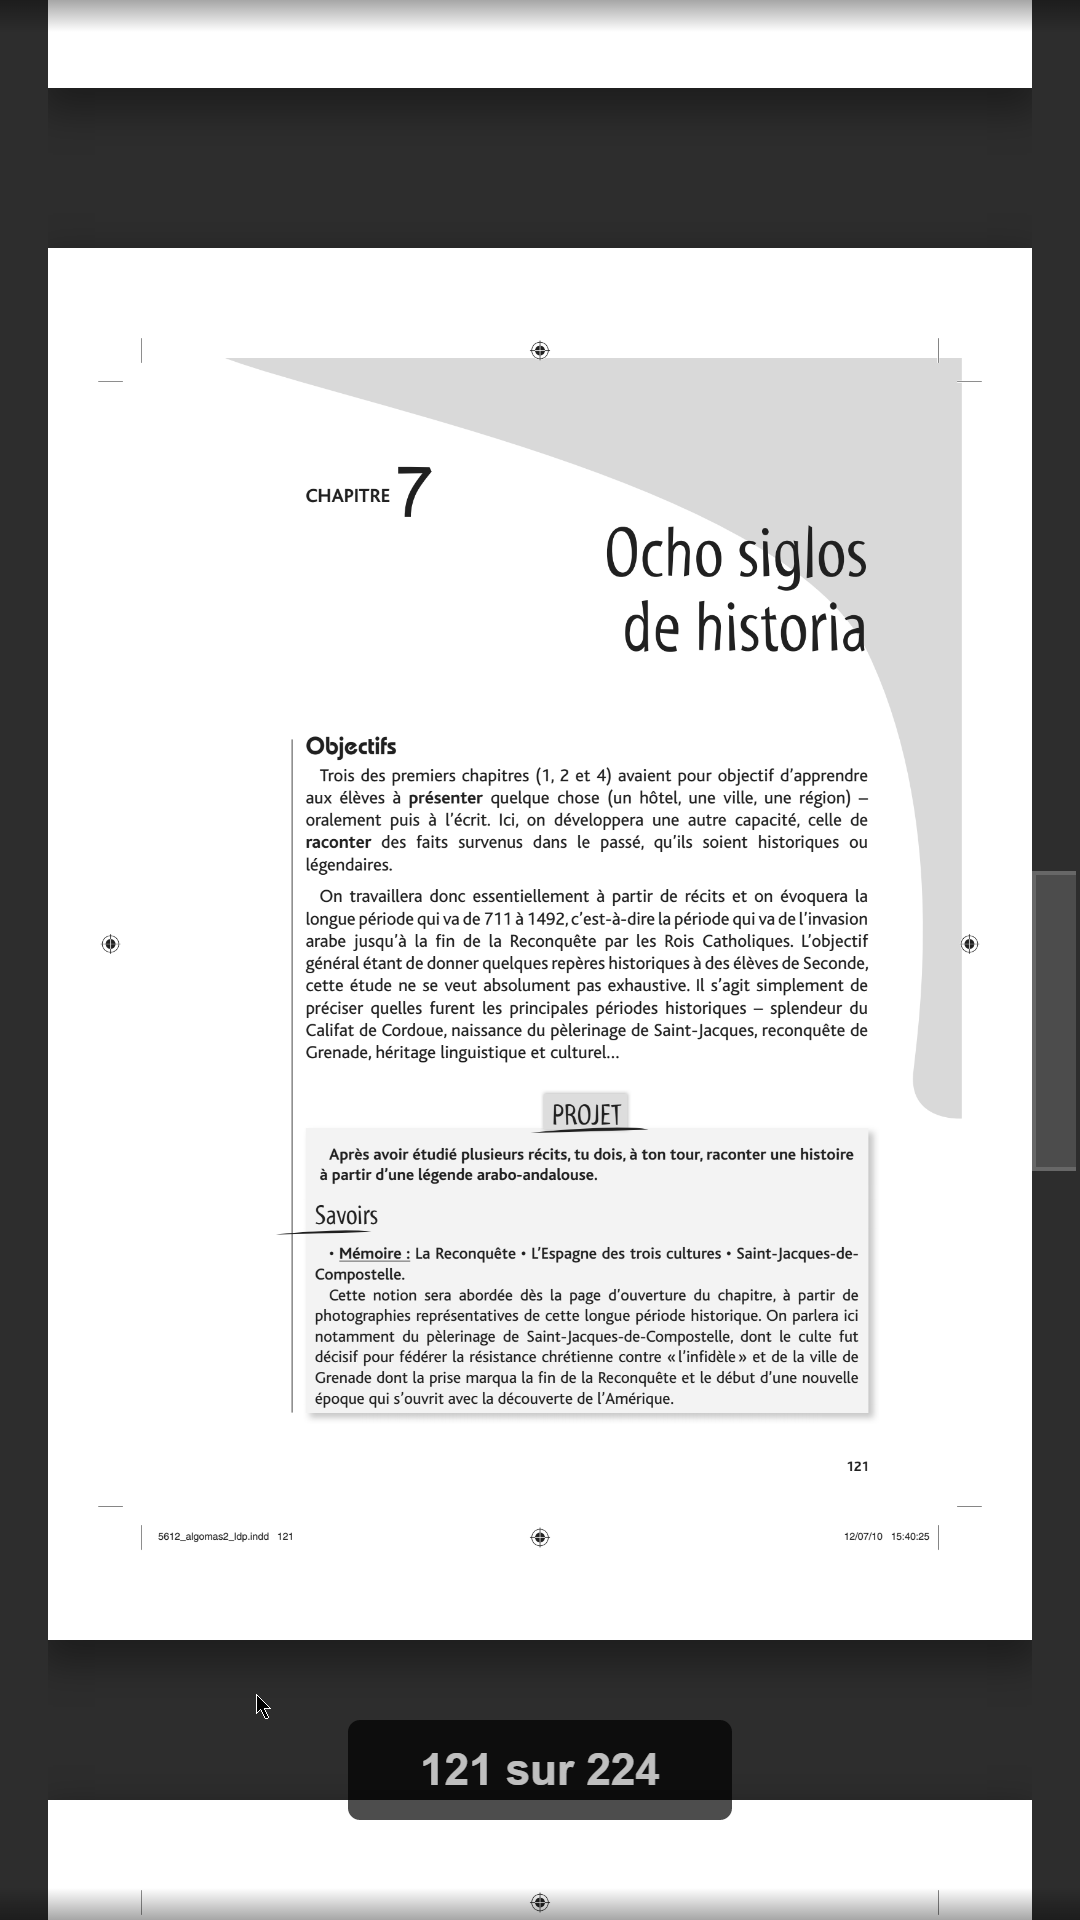 CHAPITRE 7
Ocho siglos
de historia
Objectifs
Trois des premiers chapitres (1, 2 et 4) avaient pour objectif d’apprendre
aux élèves à présenter quelque chose (un hôtel, une ville, une région) –
oralement puis à l’écrit. Ici, on développera une autre capacité, celle de
raconter des faits survenus dans le passé, qu’ils soient historiques ou
légendaires.
On travaillera donc essentiellement à partir de récits et on évoquera la
longue période qui va de 711 à 1492, c’est-à-dire la période qui va de l’invasion
arabe jusqu’à la fin de la Reconquête par les Rois Catholiques. L’objectif
général étant de donner quelques repères historiques à des élèves de Seconde,
cette étude ne se veut absolument pas exhaustive. Il s’agit simplement de
préciser quelles furent les principales périodes historiques – splendeur du
Califat de Cordoue, naissance du pèlerinage de Saint-Jacques, reconquête de
Grenade, héritage linguistique et culturel...
PROJET
Après avoir étudié plusieurs récits, tu dois, à ton tour, raconter une histoire
à partir d’une légende arabo-andalouse.
Savoirs
• Mémoire : La Reconquête • L’Espagne des trois cultures • Saint-Jacques-de-
Compostelle.
Cette notion sera abordée dès la page d’ouverture du chapitre, à partir de
photographies représentatives de cette longue période historique. On parlera ici
notamment du pèlerinage de Saint-Jacques-de-Compostelle, dont le culte fut
décisif pour fédérer la résistance chrétienne contre « l’infidèle » et de la ville de
Grenade dont la prise marqua la fin de la Reconquête et le début d’une nouvelle
époque qui s’ouvrit avec la découverte de l’Amérique.
121
5612_algomas2_ldp.indd 121
12/07/10 15:40:25
121 sur 224